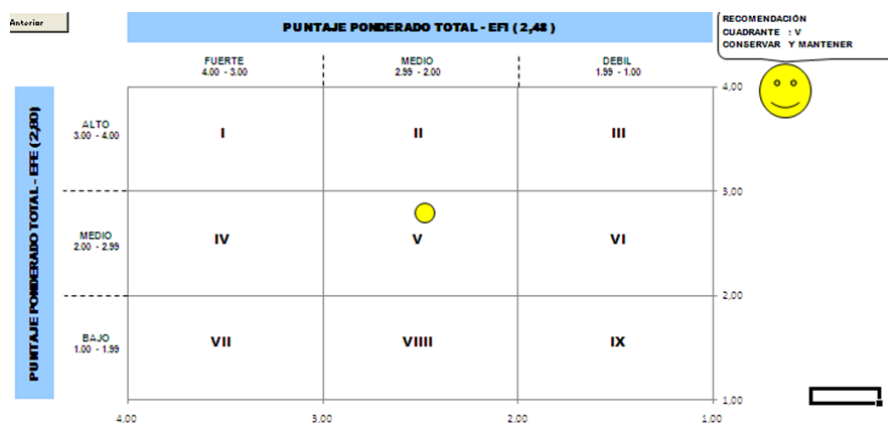 Anterior
PUNTAJE PONDERADO TOTAL - EFI ( 2,48 )
RECOMENDACIÓN
CUADRANTE : V
CONSERVAR Y MANTENER
FUERTE
4.00 - 3.00
MEDIO
2.99 - 2.00
DEBIL
1.99 - 1.00
PUNTAJE PONDERADO TOTAL - EFE ( 2,80)
ALTO
3.00 - 4.00
I
II
III
4,00
MEDIO
2.00 - 2.99
IV
V
VI
3,00
BAJO
1.00 - 1.99
VII
VIIII
IX
2,00
1,00
4.00
3.00
2.00
1.00